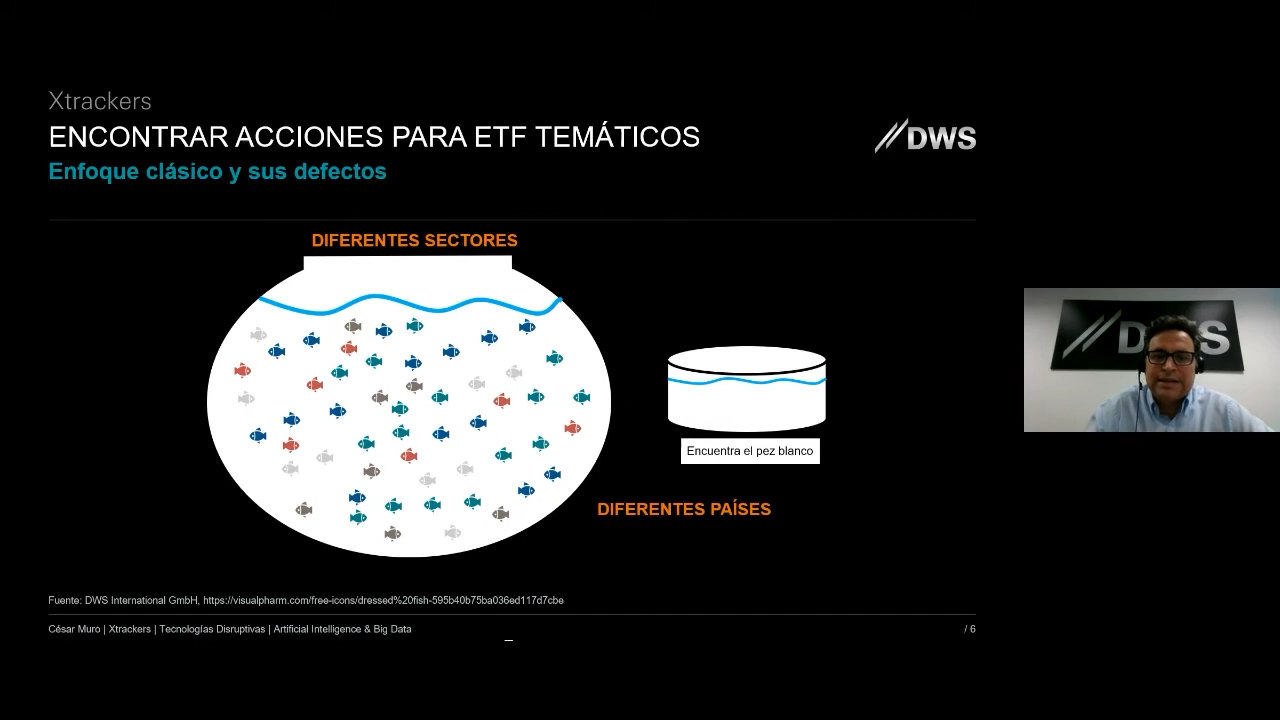 Xtrackers
ENCONTRAR ACCIONES PARA ETF TEMÁTICOS
DWS
Enfoque clásico y sus defectos
DIFERENTES SECTORES
DWS
Encuentra el pez blanco
DIFERENTES PAÍSES
Fuente: DWS International GmbH, https://visualpharm.com/free-icons/dressed%20fish-595b40b75ba036ed117d7cbe
César Muro | Xtrackers | Tecnologías Disruptivas | Artificial Intelligence & Big Data
/ 6